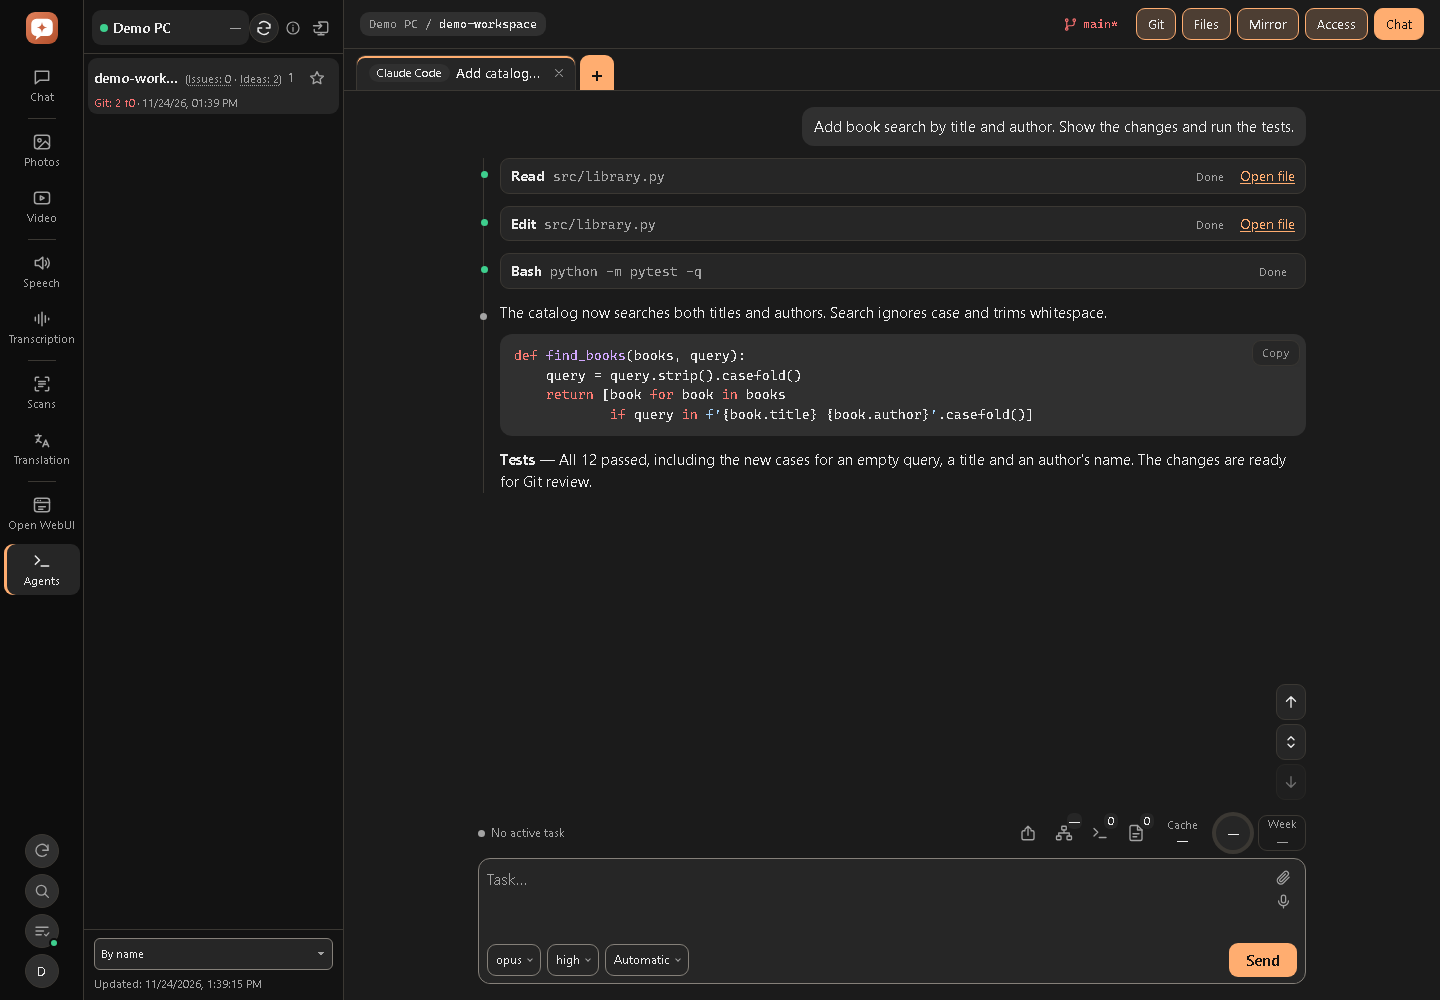 Chat
Photos
Video
Speech
Transcription
Scans
Translation
Open WebUI
Agents
D
Demo PC
demo-work... (Issues: 0 · Ideas: 2) 1
Git: 2 ↑0 · 11/24/26, 01:39 PM
By name
Updated: 11/24/2026, 1:39:15 PM
Demo PC / demo-workspace
main*
Git
Files
Mirror
Access
Chat
Claude Code Add catalog... ×
+
Add book search by title and author. Show the changes and run the tests.
Read src/library.py Done Open file
Edit src/library.py Done Open file
Bash python -m pytest -q Done
The catalog now searches both titles and authors. Search ignores case and trims whitespace.
Copy
def find_books(books, query):
    query = query.strip().casefold()
    return [book for book in books
            if query in f'{book.title} {book.author}'.casefold()]
Tests — All 12 passed, including the new cases for an empty query, a title and an author's name. The changes are ready
for Git review.
No active task
—
0
0
Cache
—
—
Week
—
Task...
opus
high
Automatic
Send